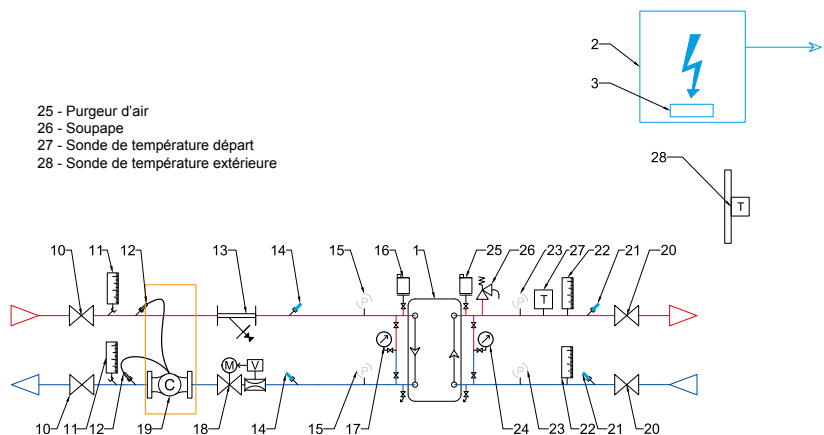 2
3
25 - Purgeur d'air
26 - Soupape
27 - Sonde de température départ
28 - Sonde de température extérieure
28
T
10 11 12 13 14 15 16 1 25 26 23 27 22 21 20
P P
T
M V
C
P P
10 11 12 19 18 14 15 17 24 23 22 21 20